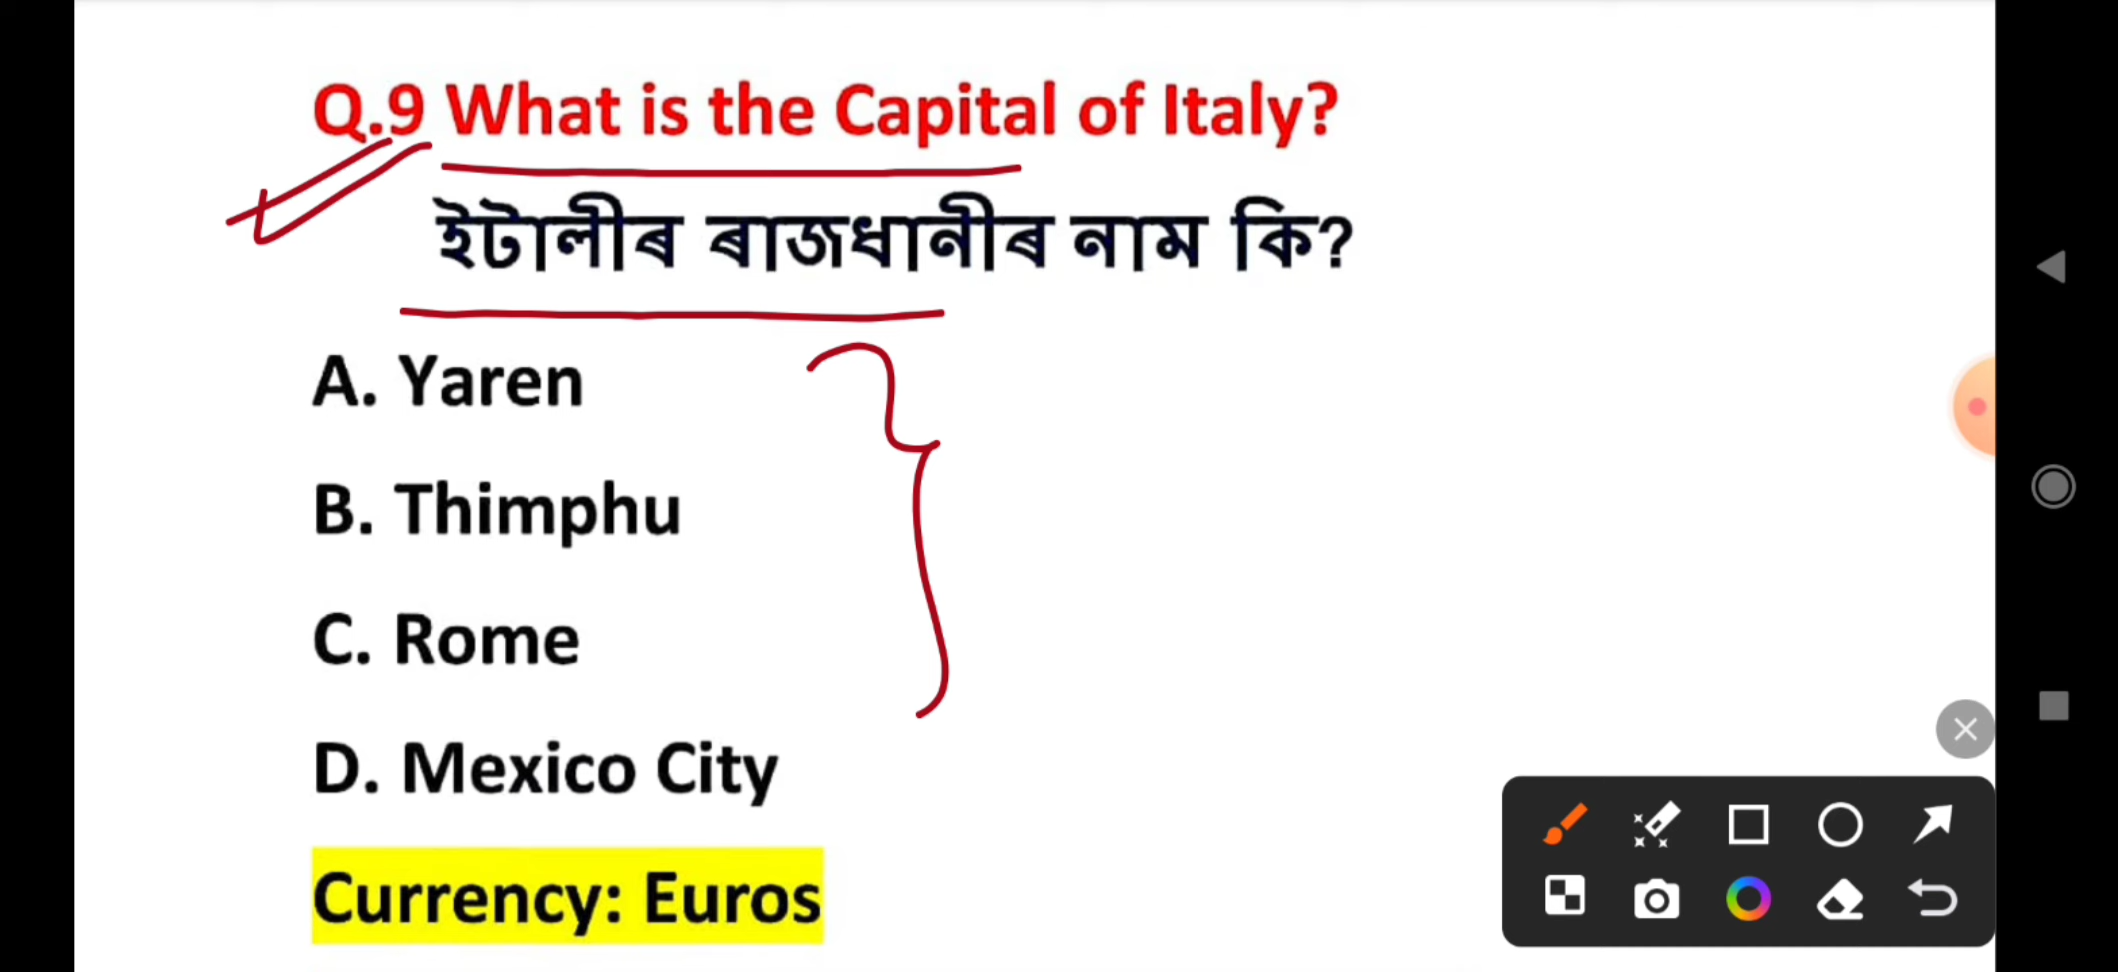 Q.9 What is the Capital of Italy?
ইটালীৰ ৰাজধানীৰ নাম কি?
A. Yaren
B. Thimphu
C. Rome
D. Mexico City
Currency: Euros